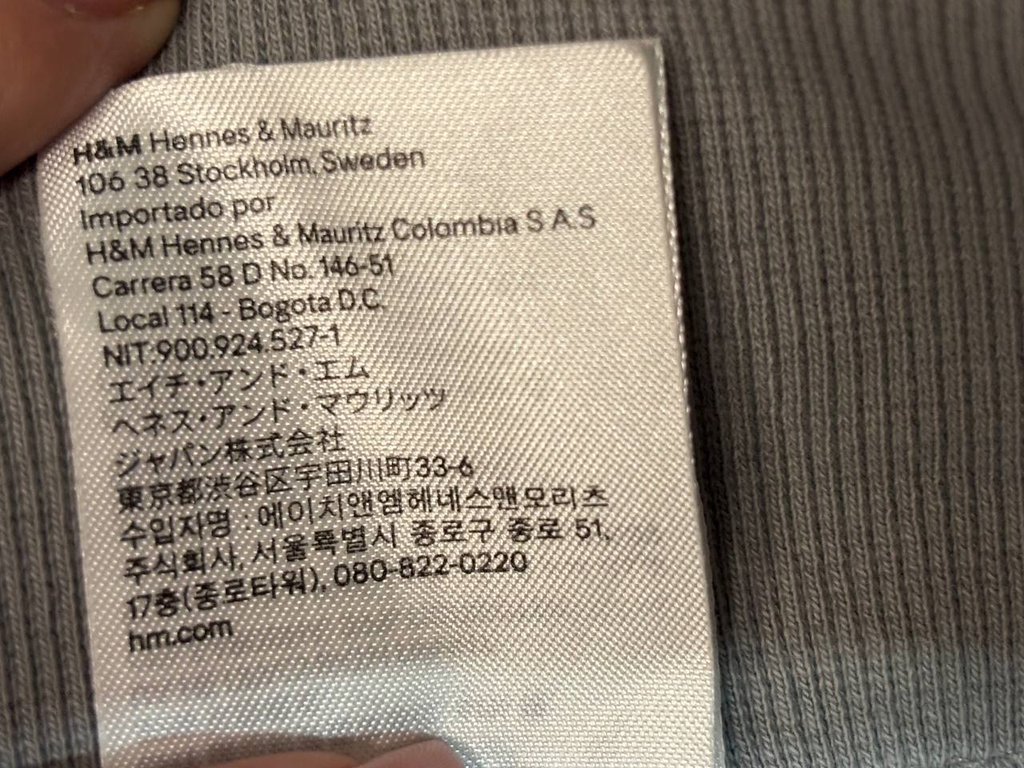 H&M Hennes & Mauritz
106 38 Stockholm, Sweden
Importado por
H&M Hennes & Mauritz Colombia S A.S
Carrera 58 D No. 146-51
Local 114 - Bogota D.C.
NIT:900.924.527-1
エイチ・アンド・エム
ヘネス・アンド・マウリッツ
ジャパン株式会社
東京都渋谷区宇田川町33-6
수입자명 : 에이치앤엠헤네스앤모리츠
주식회사, 서울특별시 종로구 종로 51,
17층(종로타워), 080-822-0220
hm.com